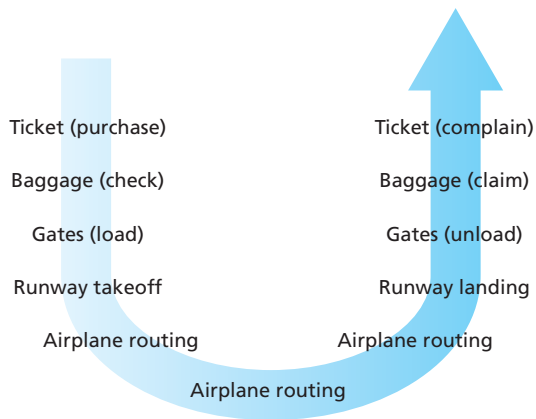 Ticket (purchase)
Baggage (check)
Gates (load)
Runway takeoff
Airplane routing
Airplane routing
Airplane routing
Runway landing
Gates (unload)
Baggage (claim)
Ticket (complain)